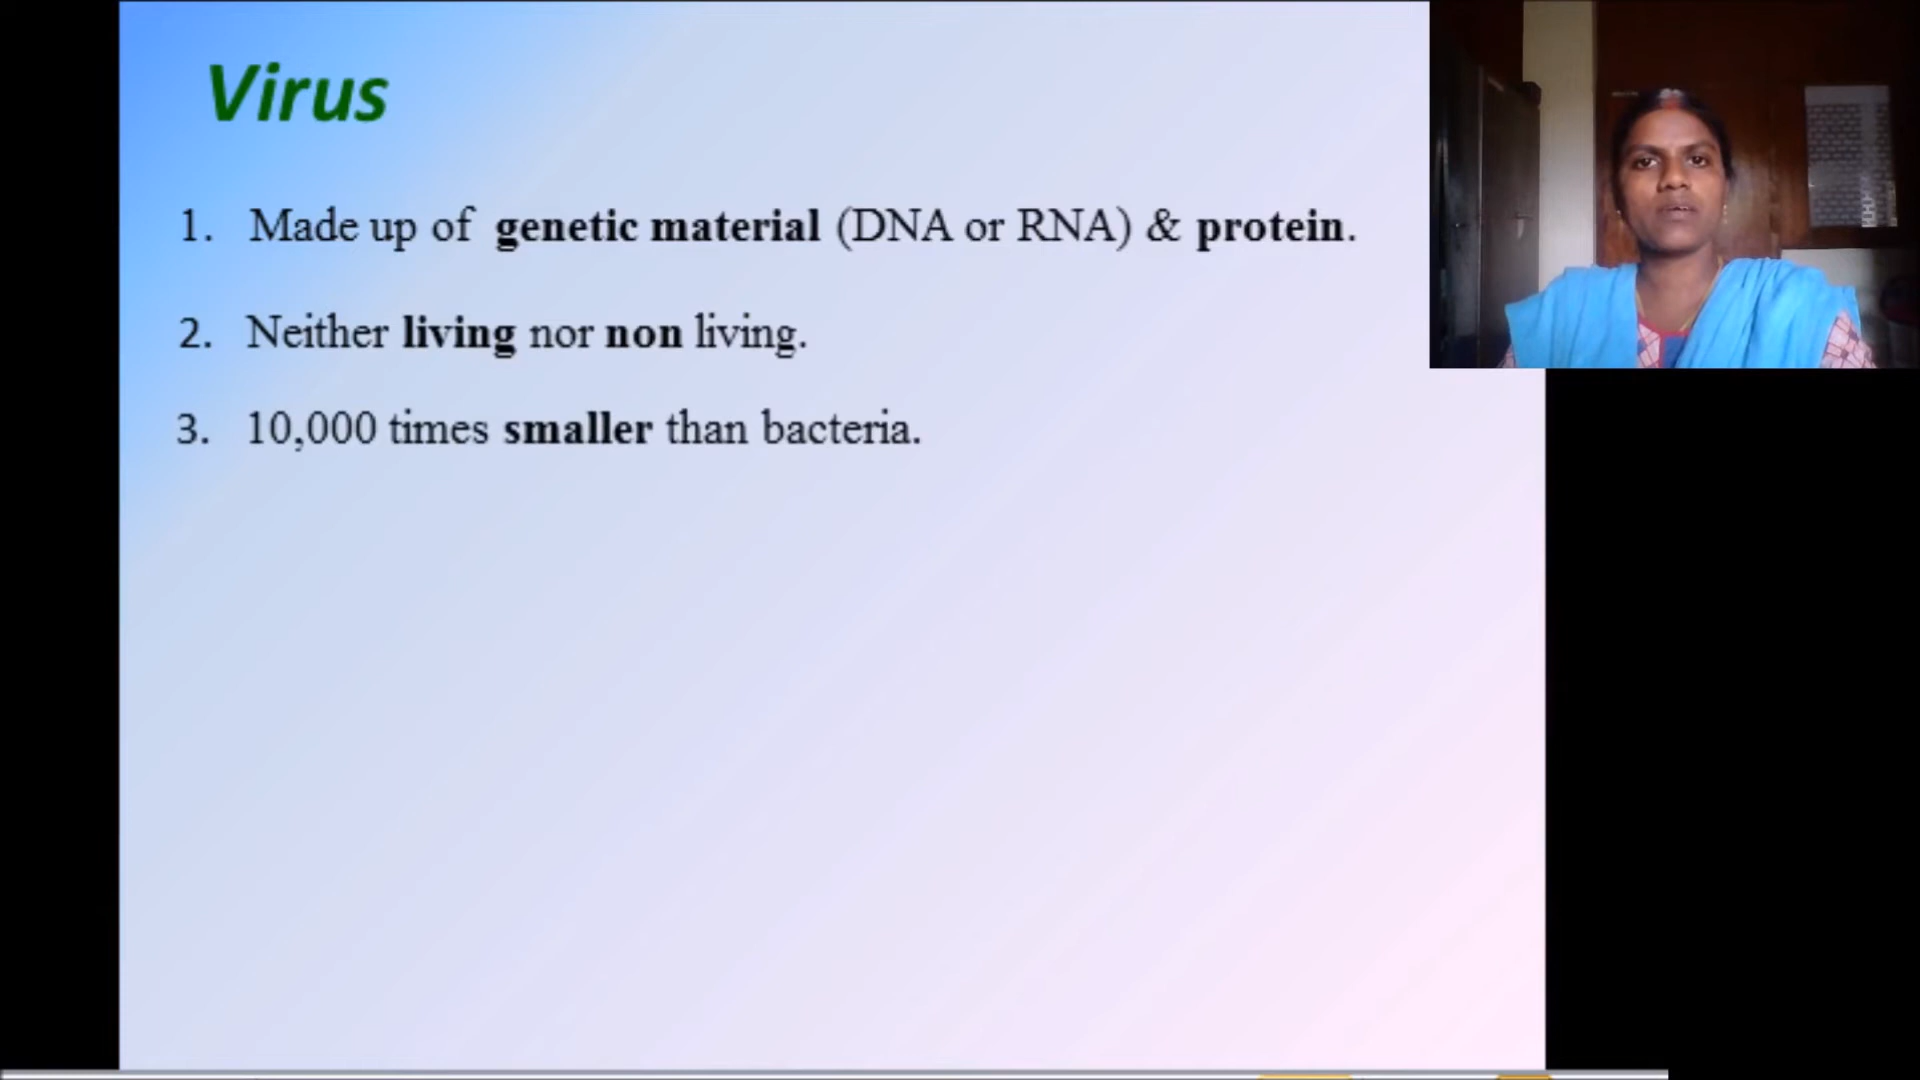 Virus
1. Made up of genetic material (DNA or RNA) & protein.
2. Neither living nor non living.
3. 10,000 times smaller than bacteria.